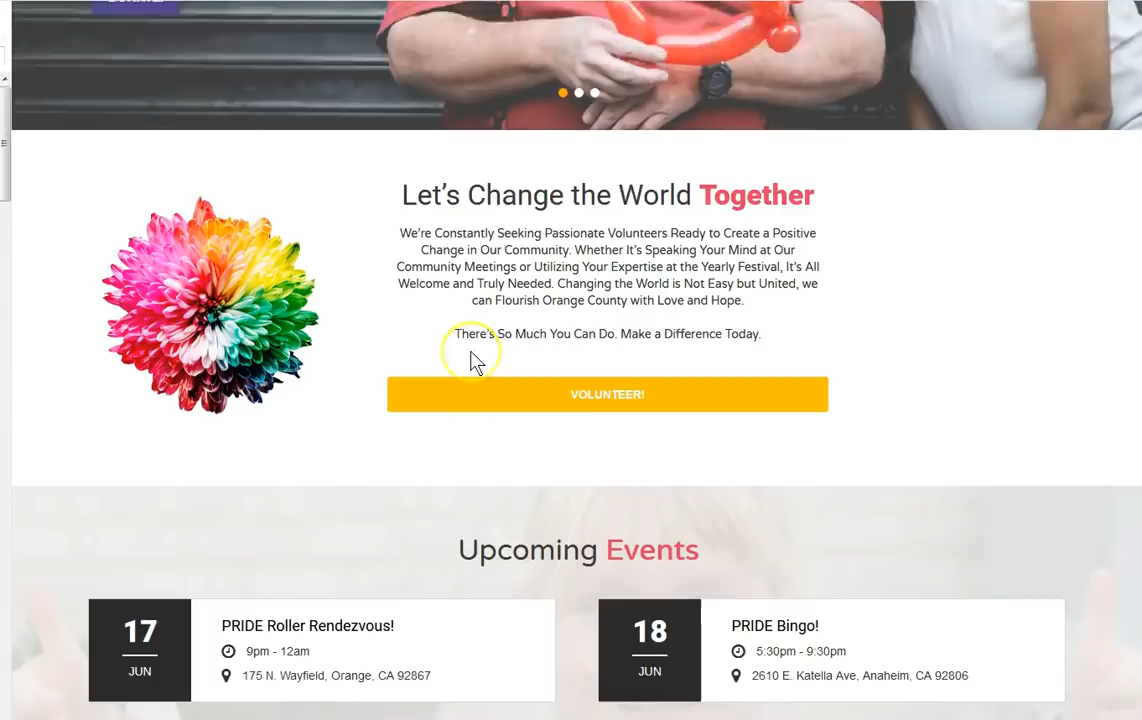 Let's Change the World Together
We're Constantly Seeking Passionate Volunteers Ready to Create a Positive
Change in Our Community. Whether It's Speaking Your Mind at Our
Community Meetings or Utilizing Your Expertise at the Yearly Festival, It's All
Welcome and Truly Needed. Changing the World is Not Easy but United, we
can Flourish Orange County with Love and Hope.
There's So Much You Can Do. Make a Difference Today.
VOLUNTEER!
Upcoming Events
17
JUN
PRIDE Roller Rendezvous!
9pm - 12am
175 N. Wayfield, Orange, CA 92867
18
JUN
PRIDE Bingo!
5:30pm - 9:30pm
2610 E. Katella Ave, Anaheim, CA 92806